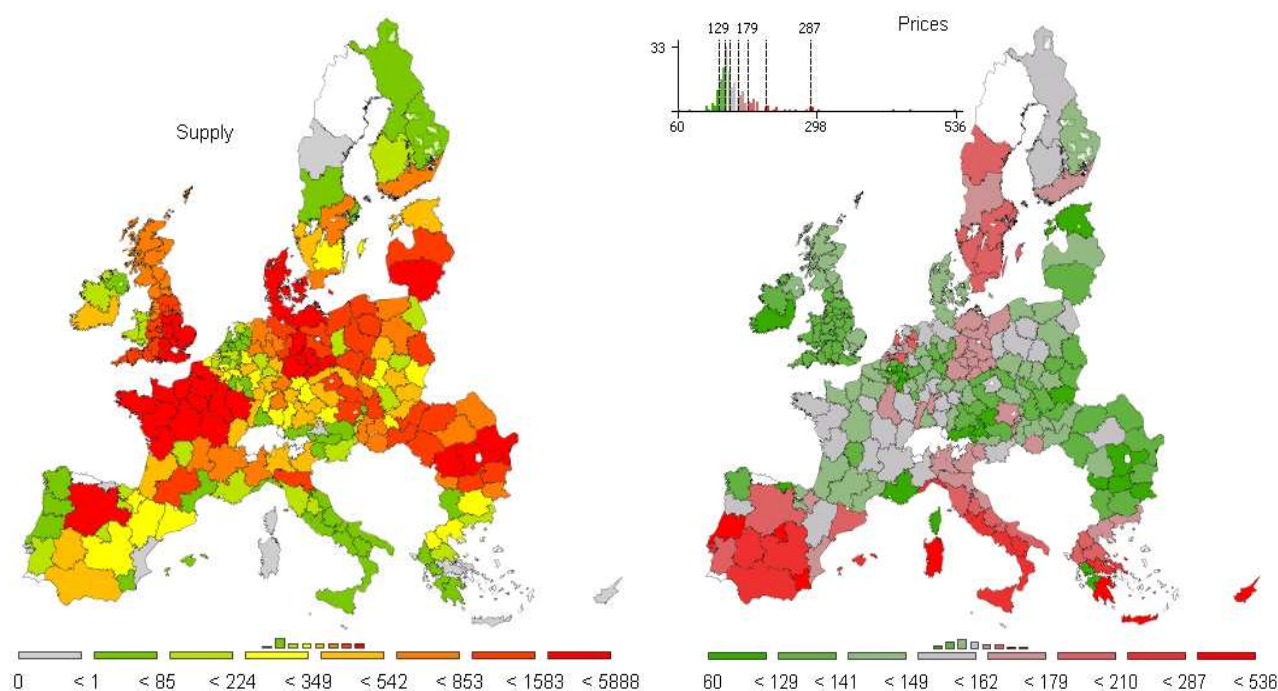 Supply
0 < 1 < 85 < 224 < 349 < 542 < 853 < 1583 < 5888
Prices
129 179 287
33
60 298 536
60 < 129 < 141 < 149 < 162 < 179 < 210 < 287 < 536